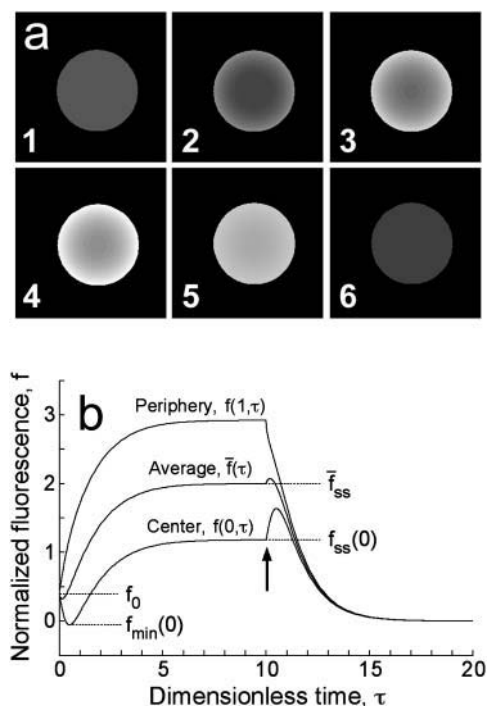 a
1
2
3
4
5
6
b
Normalized fluorescence, f
3
2
1
0
Periphery, f(1,τ)
Average, f̄(τ)
Center, f(0,τ)
f̄ss
fss(0)
f0
fmin(0)
0 5 10 15 20
Dimensionless time, τ